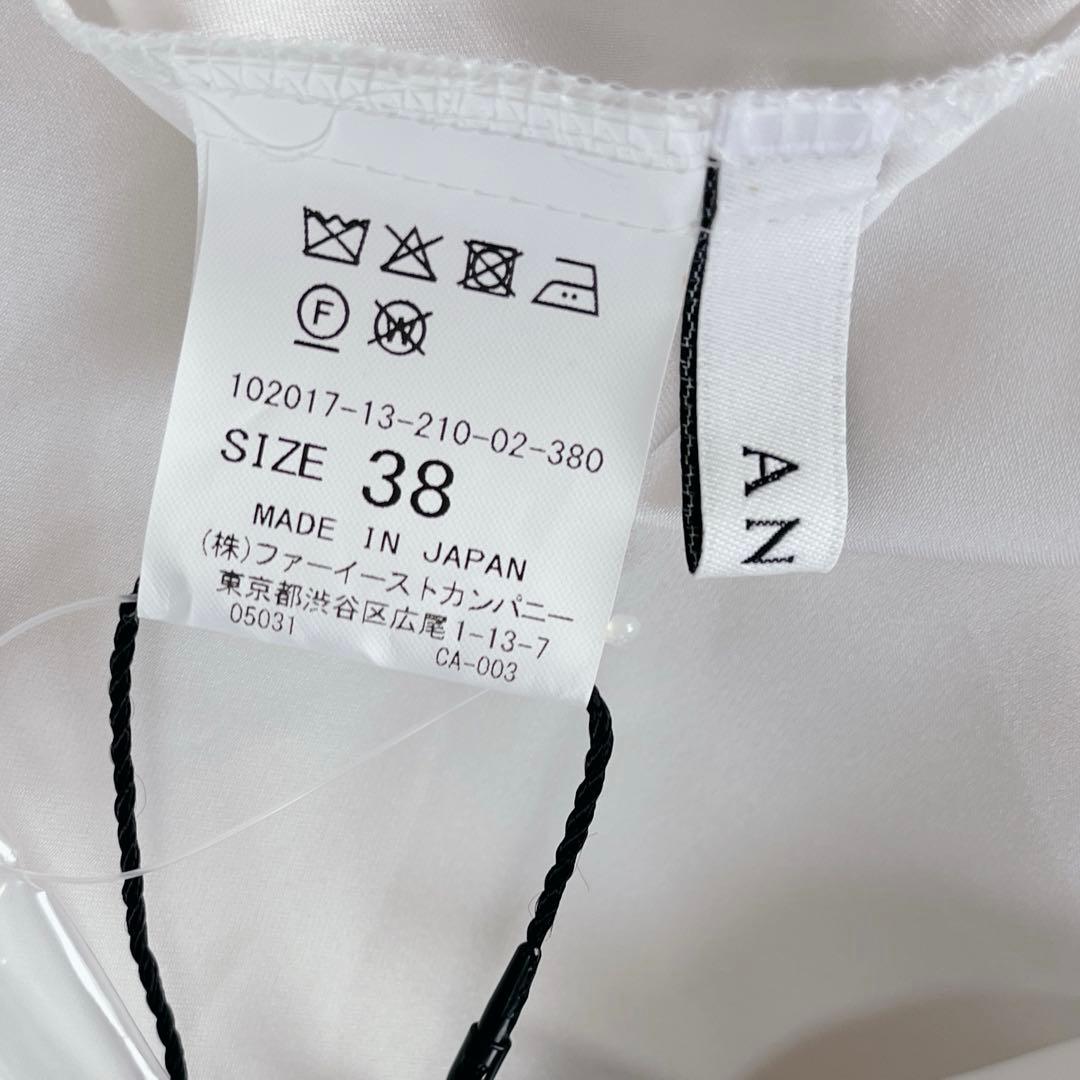 F
W
102017-13-210-02-380
SIZE 38
MADE IN JAPAN
(株)ファーイーストカンパニー
東京都渋谷区広尾1-13-7
05031
CA-003
AN